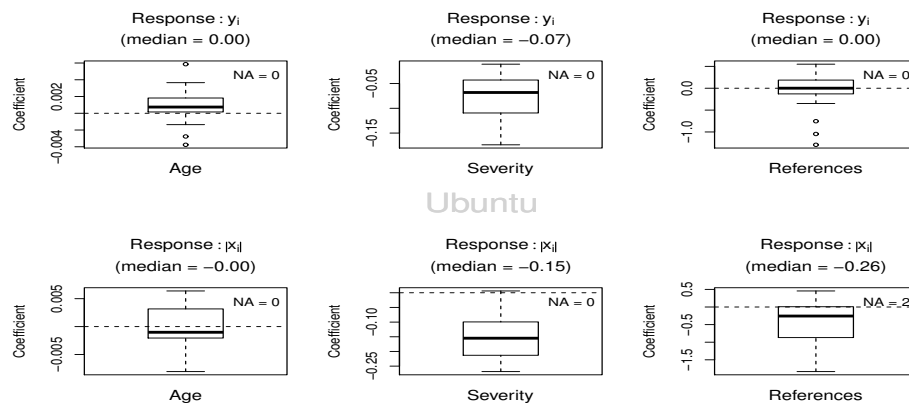 Response : yi
(median = 0.00)
Coefficient
0.002
−0.004
NA = 0
Age
Response : yi
(median = −0.07)
Coefficient
−0.05
−0.15
NA = 0
Severity
Response : yi
(median = 0.00)
Coefficient
0.0
−1.0
NA = 0
References
Ubuntu
Response : |xi|
(median = −0.00)
Coefficient
0.005
−0.005
NA = 0
Age
Response : |xi|
(median = −0.15)
Coefficient
−0.10
−0.25
NA = 0
Severity
Response : |xi|
(median = −0.26)
Coefficient
0.5
−0.5
−1.5
NA = 2
References